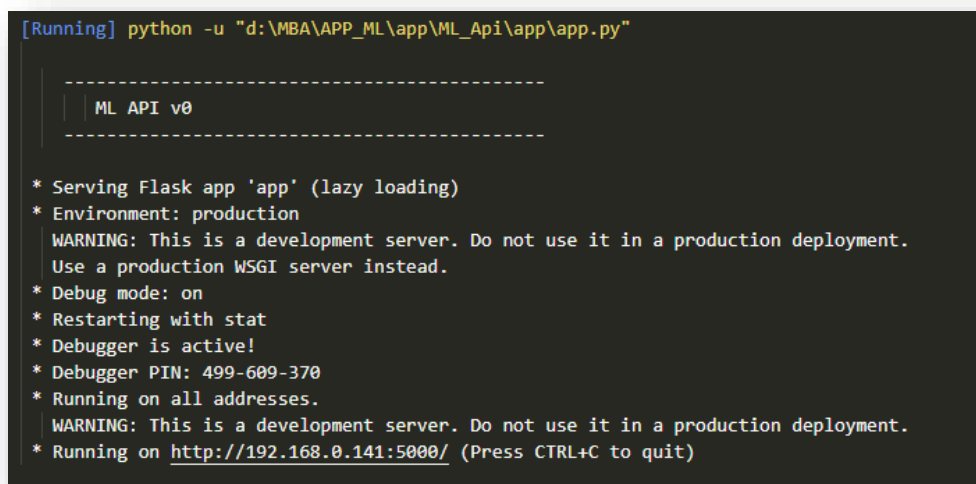 [Running] python -u "d:\MBA\APP_ML\app\ML_Api\app\app.py"
---------------------------------------------
ML API v0
---------------------------------------------
* Serving Flask app 'app' (lazy loading)
* Environment: production
WARNING: This is a development server. Do not use it in a production deployment.
Use a production WSGI server instead.
* Debug mode: on
* Restarting with stat
* Debugger is active!
* Debugger PIN: 499-609-370
* Running on all addresses.
WARNING: This is a development server. Do not use it in a production deployment.
* Running on http://192.168.0.141:5000/ (Press CTRL+C to quit)